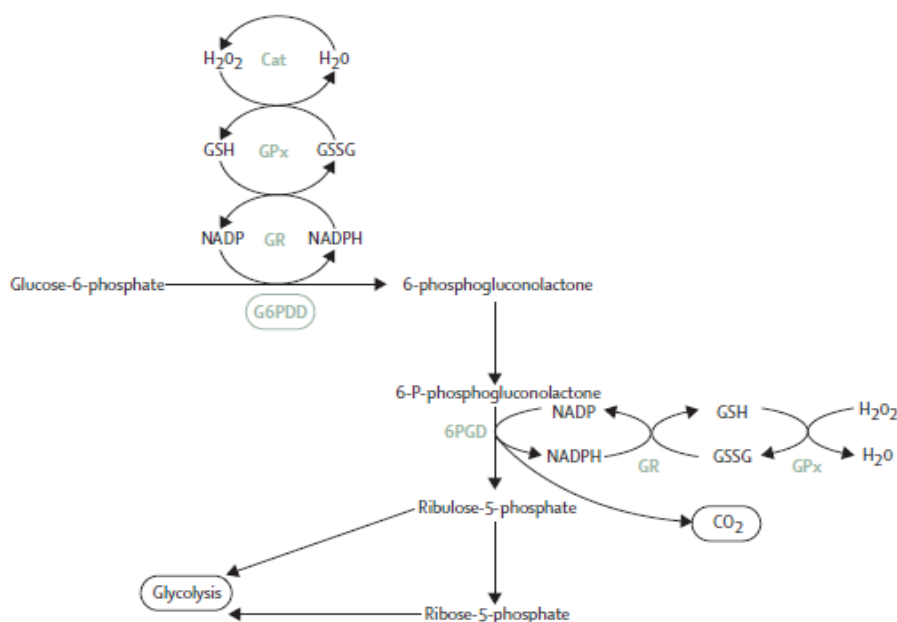 H2O2 Cat H2O
GSH GPx GSSG
NADP GR NADPH
Glucose-6-phosphate 6-phosphogluconolactone
G6PDD
6-P-phosphogluconolactone
NADP GSH H2O2
6PGD
NADPH GR GSSG GPx H2O
Ribulose-5-phosphate CO2
Glycolysis
Ribose-5-phosphate